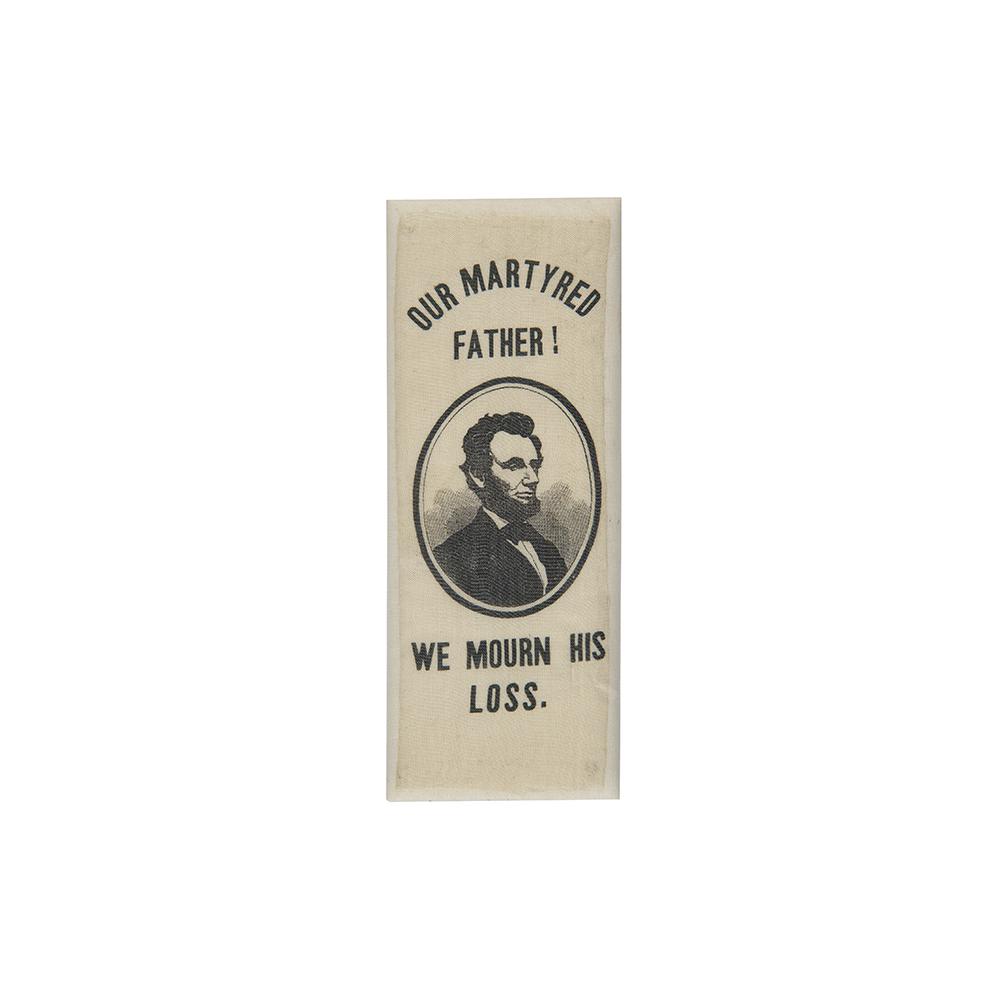 OUR MARTYRED
FATHER!
WE MOURN HIS
LOSS.